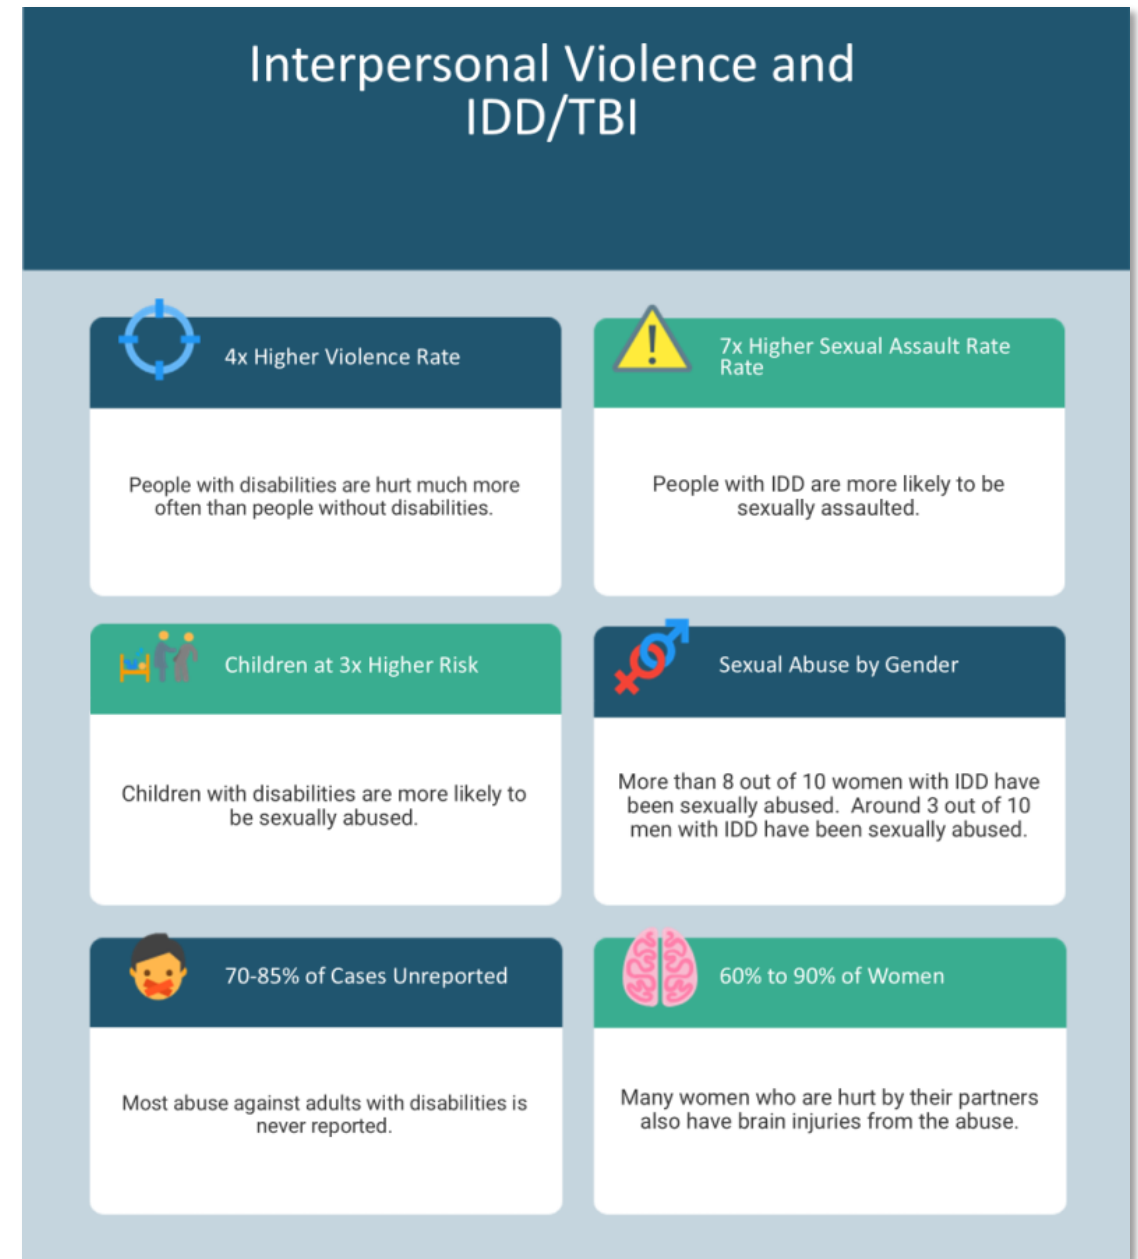 Interpersonal Violence and
IDD/TBI
4x Higher Violence Rate
People with disabilities are hurt much more
often than people without disabilities.
7x Higher Sexual Assault Rate
Rate
People with IDD are more likely to be
sexually assaulted.
Children at 3x Higher Risk
Children with disabilities are more likely to
be sexually abused.
Sexual Abuse by Gender
More than 8 out of 10 women with IDD have
been sexually abused.  Around 3 out of 10
men with IDD have been sexually abused.
70-85% of Cases Unreported
Most abuse against adults with disabilities is
never reported.
60% to 90% of Women
Many women who are hurt by their partners
also have brain injuries from the abuse.